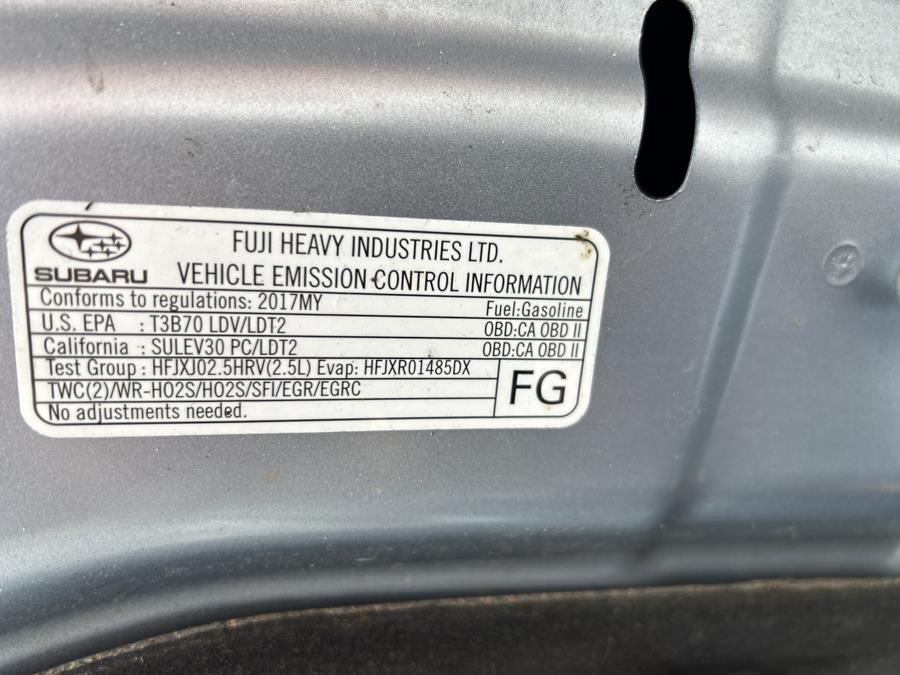 SUBARU
FUJI HEAVY INDUSTRIES LTD.
VEHICLE EMISSION CONTROL INFORMATION
Conforms to regulations: 2017MY Fuel:Gasoline
U.S. EPA : T3B70 LDV/LDT2 OBD:CA OBD II
California : SULEV30 PC/LDT2 OBD:CA OBD II
Test Group : HFJXJ02.5HRV(2.5L) Evap: HFJXR01485DX
TWC(2)/WR-HO2S/HO2S/SFI/EGR/EGRC
No adjustments needed.
FG